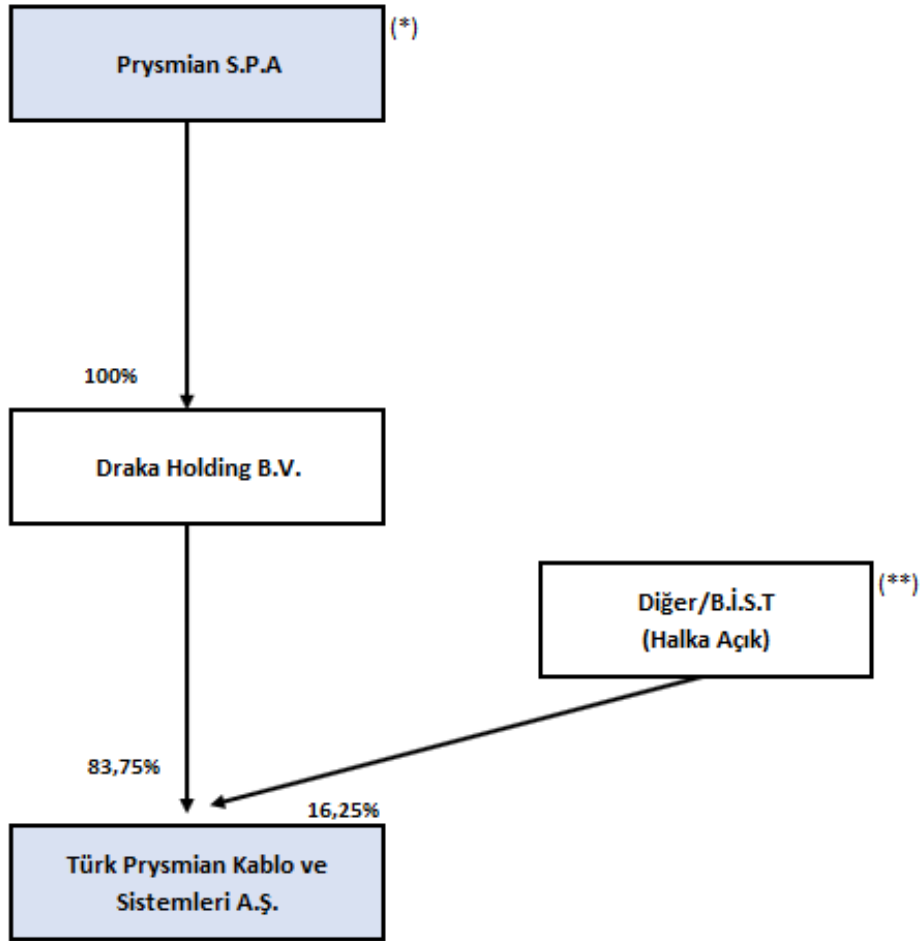 Prysmian S.P.A
(*)
100%
Draka Holding B.V.
Diğer/B.İ.S.T
(Halka Açık)
(**)
83,75%
16,25%
Türk Prysmian Kablo ve
Sistemleri A.Ş.